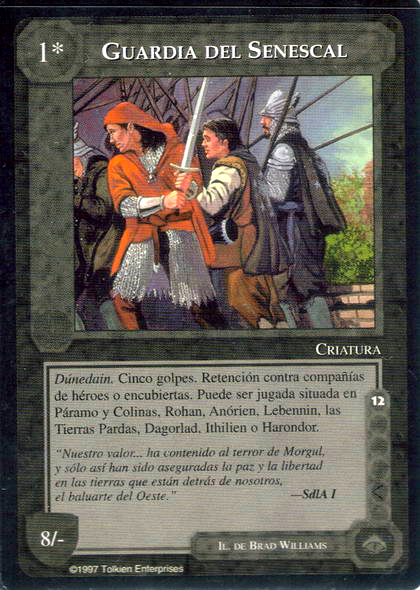 1*
GUARDIA DEL SENESCAL
CRIATURA
Dúnedain. Cinco golpes. Retención contra compañías
de héroes o encubiertas. Puede ser jugada situada en
Páramo y Colinas, Rohan, Anórien, Lebennin, las
Tierras Pardas, Dagorlad, Ithilien o Harondor.
12
“Nuestro valor... ha contenido al terror de Morgul,
y sólo así han sido aseguradas la paz y la libertad
en las tierras que están detrás de nosotros,
el baluarte del Oeste.” —SdlA I
8/-
IL. DE BRAD WILLIAMS
©1997 Tolkien Enterprises